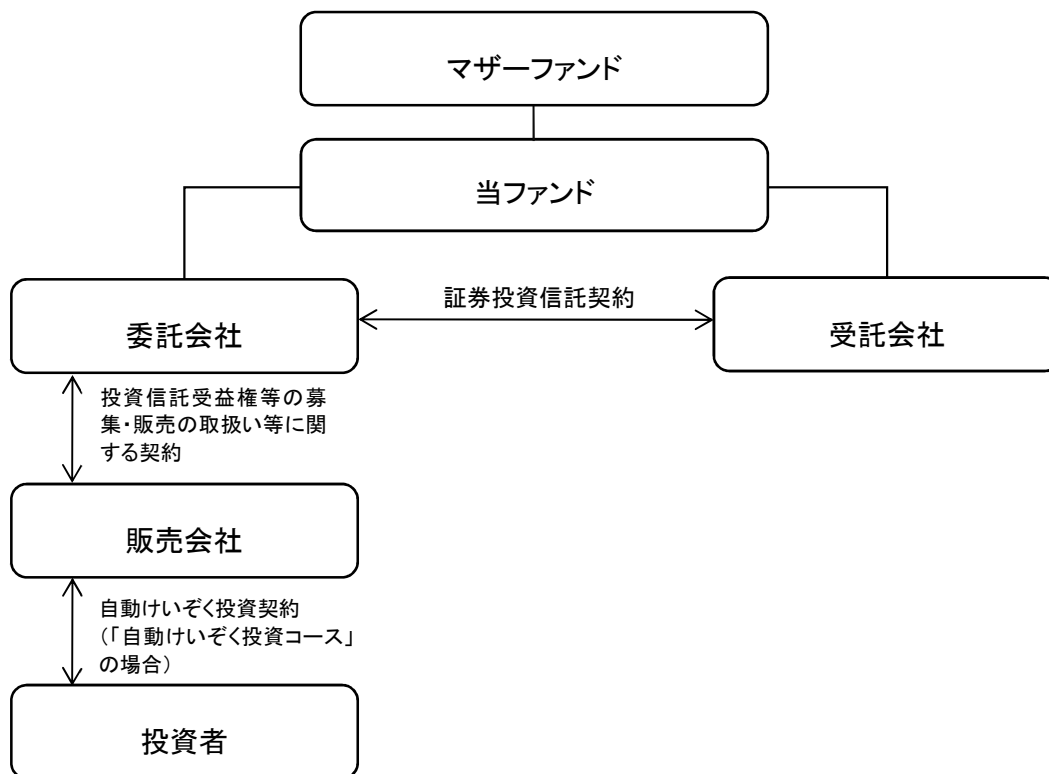 マザーファンド
当ファンド
委託会社
証券投資信託契約
受託会社
投資信託受益権等の募
集・販売の取扱い等に関
する契約
販売会社
自動けいぞく投資契約
(「自動けいぞく投資コース」
の場合)
投資者